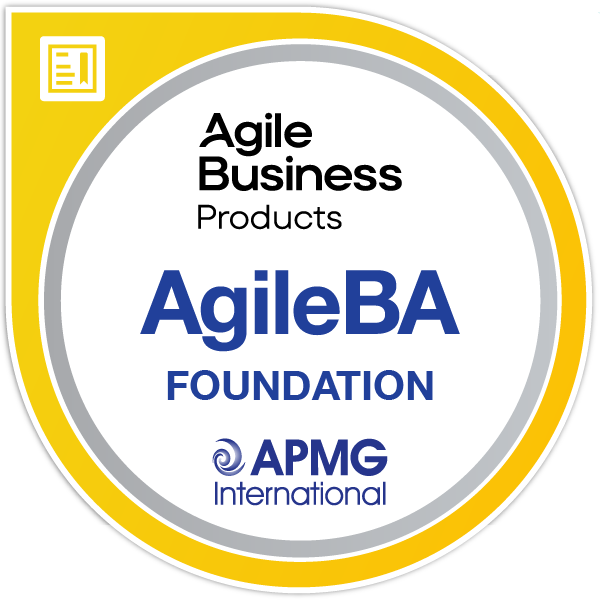 Agile
Business
Products
AgileBA
FOUNDATION
APMG
International